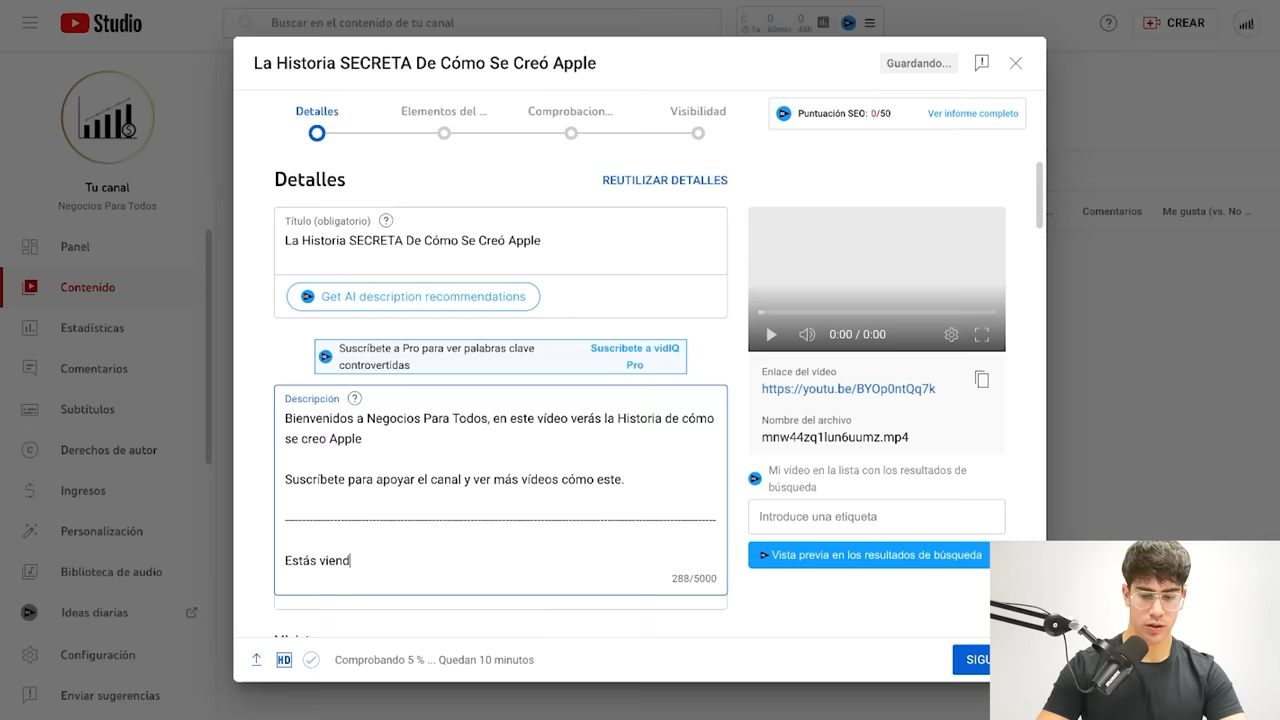 Studio
Buscar en el contenido de tu canal
0 0 0
1a 60min 48h
CREAR
La Historia SECRETA De Cómo Se Creó Apple
Guardando...
Detalles
Elementos del ...
Comprobacion...
Visibilidad
Puntuación SEO: 0/50
Ver informe completo
Tu canal
Negocios Para Todos
Panel
Contenido
Estadísticas
Comentarios
Subtítulos
Derechos de autor
Ingresos
Personalización
Biblioteca de audio
Ideas diarias
Configuración
Enviar sugerencias
Detalles
REUTILIZAR DETALLES
Título (obligatorio)
La Historia SECRETA De Cómo Se Creó Apple
Get AI description recommendations
Suscríbete a Pro para ver palabras clave
controvertidas
Suscríbete a vidIQ
Pro
Descripción
Bienvenidos a Negocios Para Todos, en este vídeo verás la Historia de cómo
se creo Apple
Suscríbete para apoyar el canal y ver más vídeos cómo este.
Estás viend
288/5000
0:00 / 0:00
Enlace del vídeo
https://youtu.be/BYOp0ntQq7k
Nombre del archivo
mnw44zq1lun6uumz.mp4
Mi vídeo en la lista con los resultados de
búsqueda
Introduce una etiqueta
Vista previa en los resultados de búsqueda
Comentarios
Me gusta (vs. No ...
HD
Comprobando 5 % ... Quedan 10 minutos
SIGU